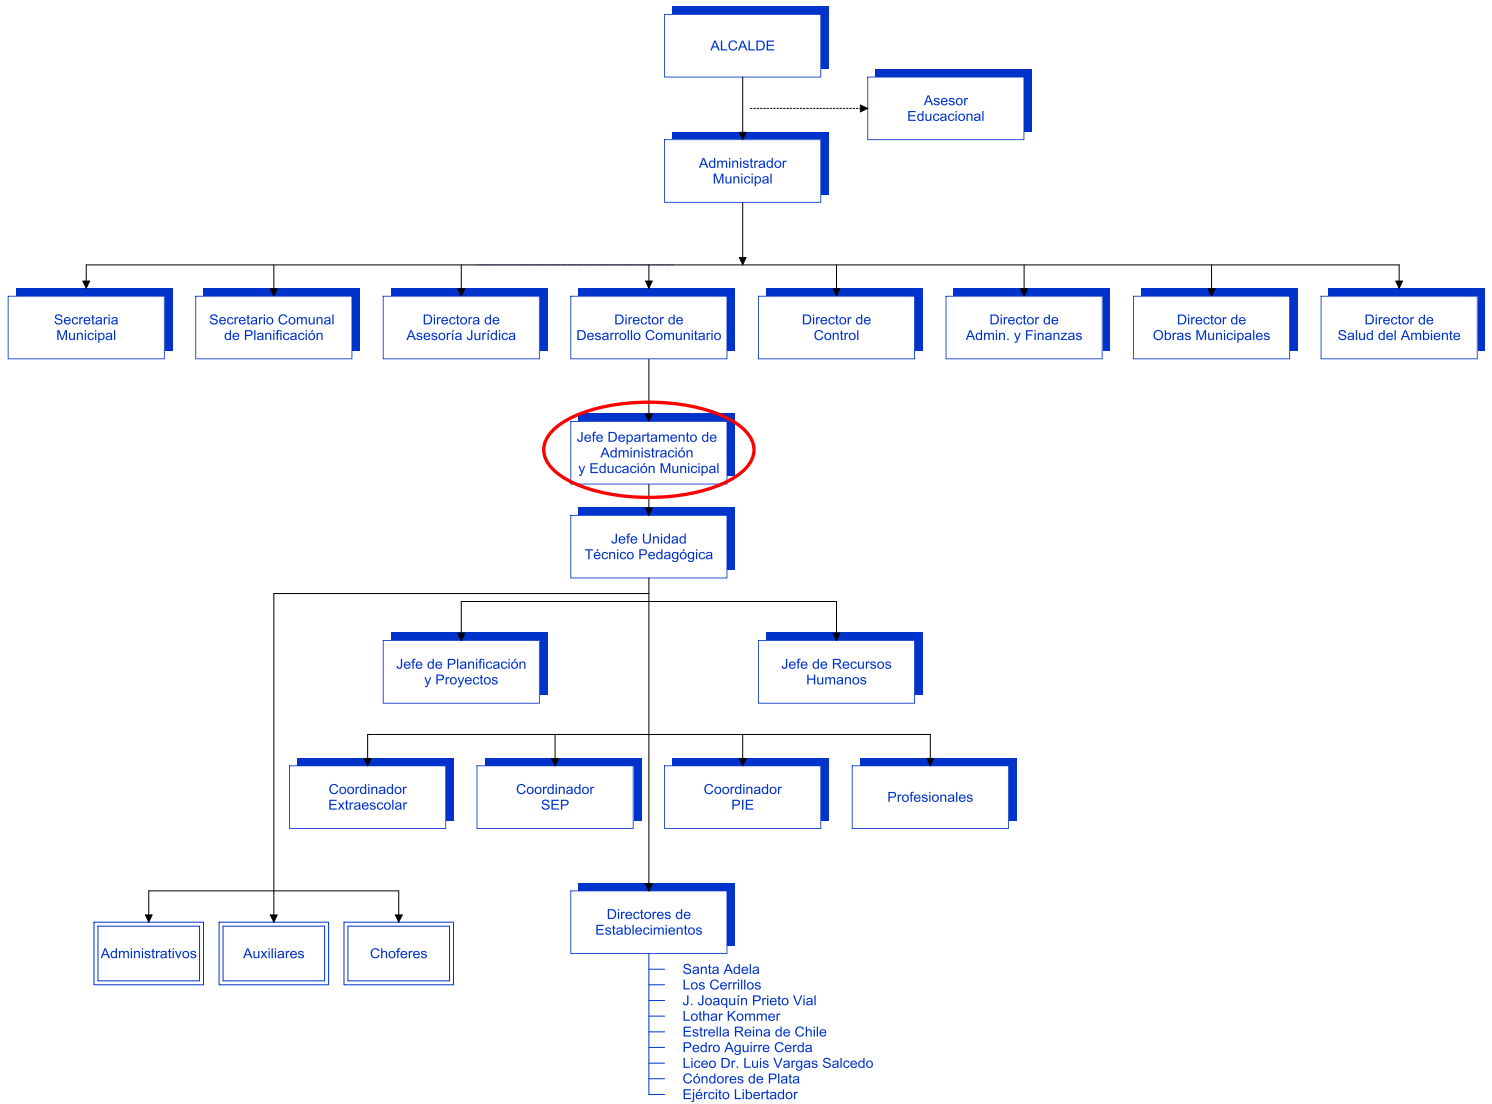 ALCALDE
Asesor
Educacional
Administrador
Municipal
Secretaria
Municipal
Secretario Comunal
de Planificación
Directora de
Asesoría Jurídica
Director de
Desarrollo Comunitario
Director de
Control
Director de
Admin. y Finanzas
Director de
Obras Municipales
Director de
Salud del Ambiente
Jefe Departamento de
Administración
y Educación Municipal
Jefe Unidad
Técnico Pedagógica
Jefe de Planificación
y Proyectos
Jefe de Recursos
Humanos
Coordinador
Extraescolar
Coordinador
SEP
Coordinador
PIE
Profesionales
Administrativos
Auxiliares
Choferes
Directores de
Establecimientos
Santa Adela
Los Cerrillos
J. Joaquín Prieto Vial
Lothar Kommer
Estrella Reina de Chile
Pedro Aguirre Cerda
Liceo Dr. Luis Vargas Salcedo
Cóndores de Plata
Ejército Libertador